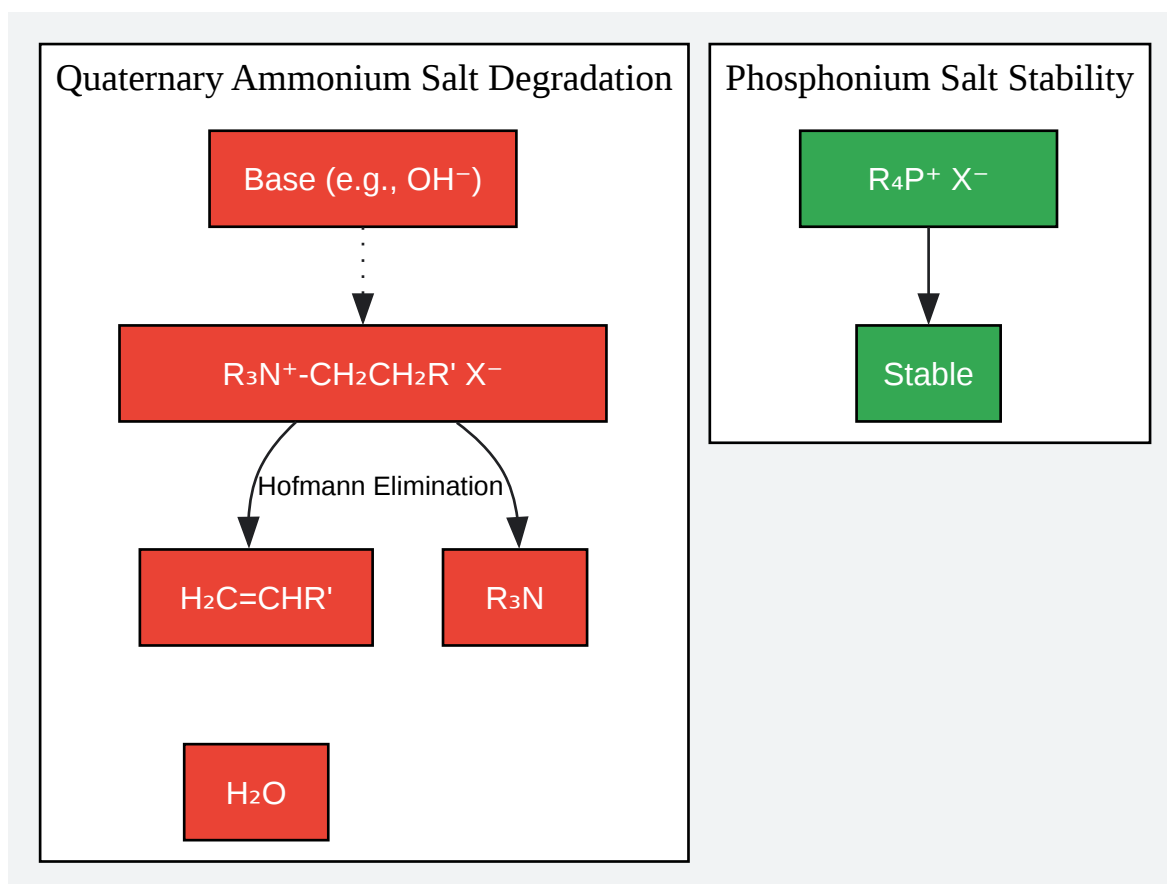 Quaternary Ammonium Salt Degradation
Base (e.g., OH⁻)
R₃N⁺-CH₂CH₂R' X⁻
Hofmann Elimination
H₂C=CHR'
R₃N
H₂O
Phosphonium Salt Stability
R₄P⁺ X⁻
Stable